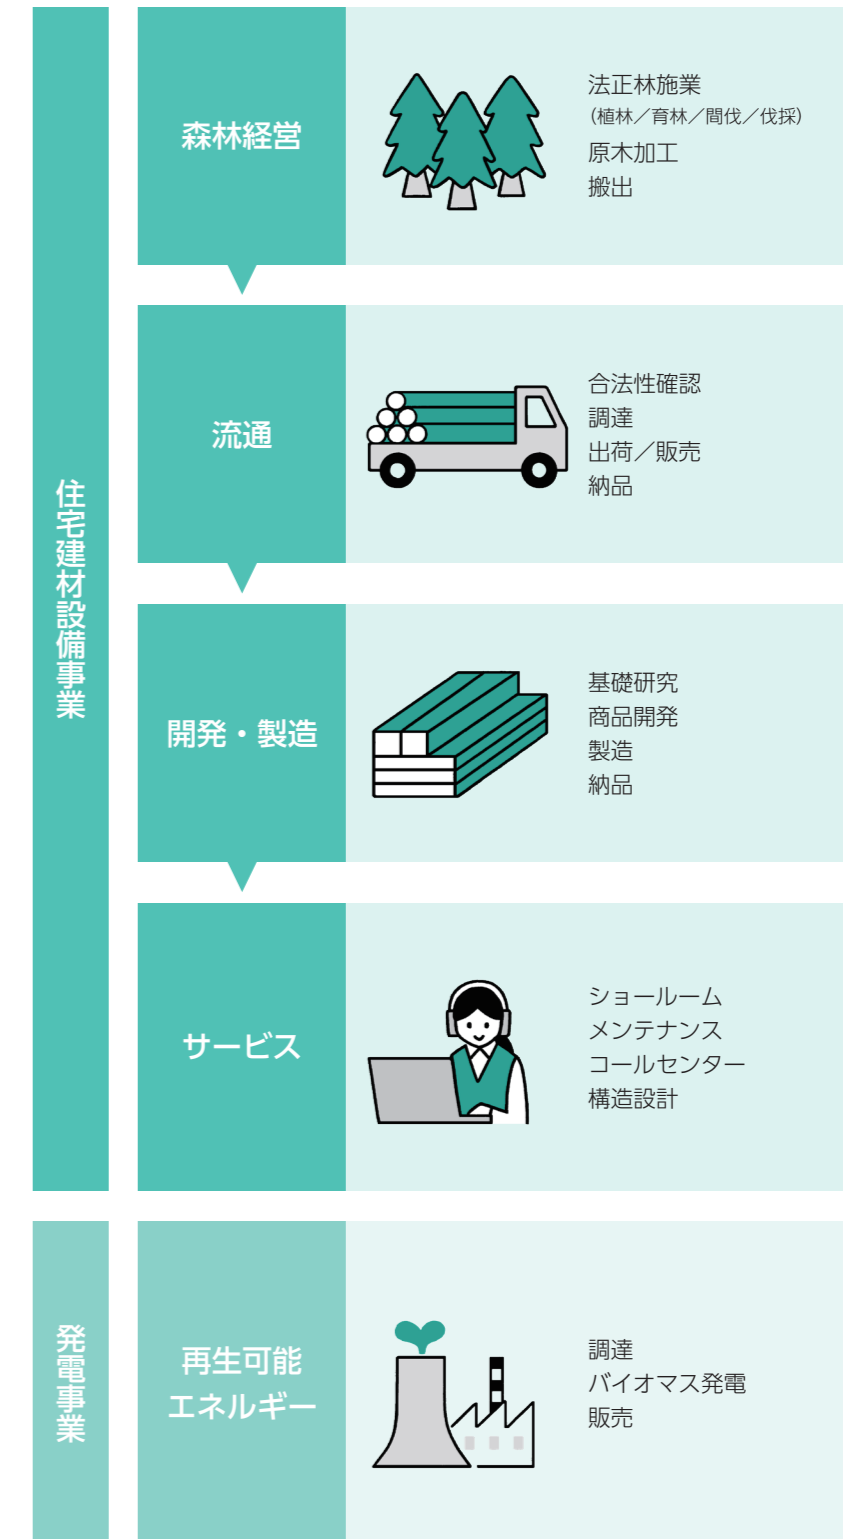 住宅建材設備事業
森林経営
法正林施業
（植林／育林／間伐／伐採）
原木加工
搬出
流通
合法性確認
調達
出荷／販売
納品
開発・製造
基礎研究
商品開発
製造
納品
サービス
ショールーム
メンテナンス
コールセンター
構造設計
発電事業
再生可能
エネルギー
調達
バイオマス発電
販売